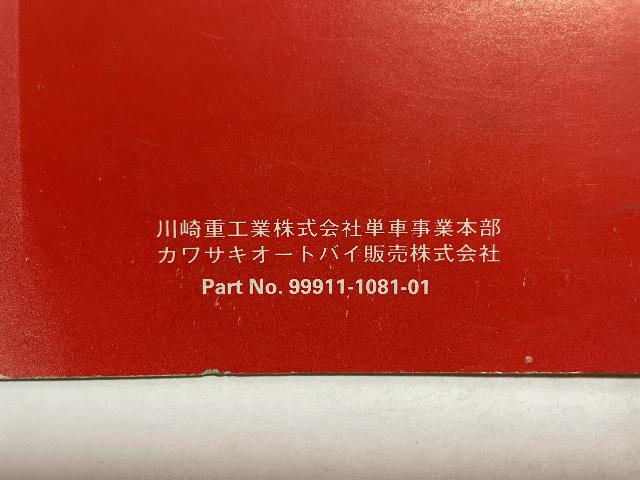 川崎重工業株式会社単車事業本部
カワサキオートバイ販売株式会社
Part No. 99911-1081-01